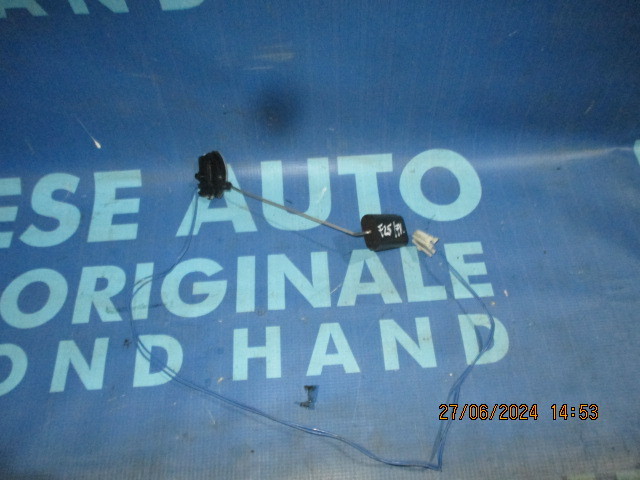 ESE AUTO
ORIGINALE
OND HAND
27/06/2024 14:53